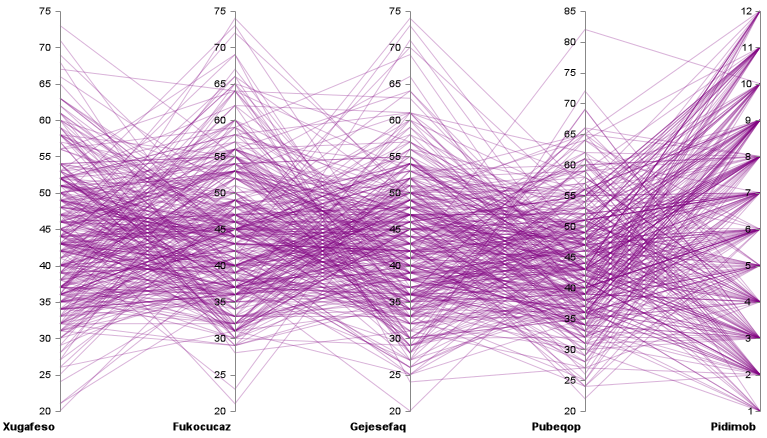 75 75 75 85 12
70 70 70 80 11
65 65 65 75 10
60 60 60 70 9
55 55 55 65 8
50 50 50 60 7
45 45 45 55 6
40 40 40 50 5
35 35 35 45 4
30 30 30 40 3
25 25 25 35 2
20 20 20 30 1
25
20
Xugafeso Fukocucaz Gejesefaq Pubeqop Pidimob